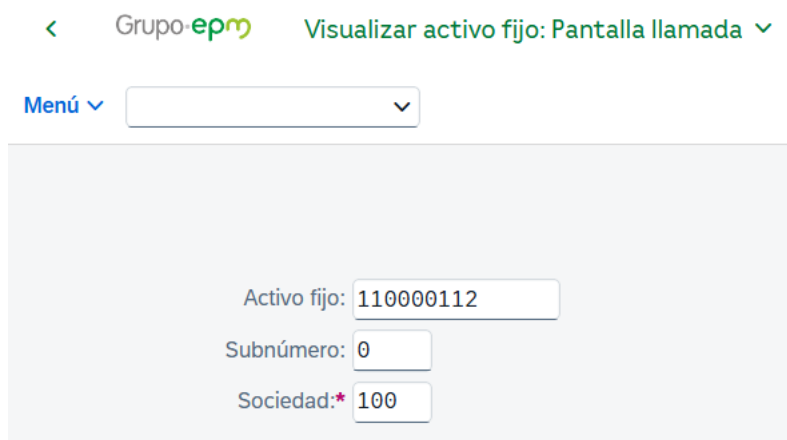 Grupo·epm Visualizar activo fijo: Pantalla llamada
Menú
Activo fijo: 110000112
Subnúmero: 0
Sociedad:* 100